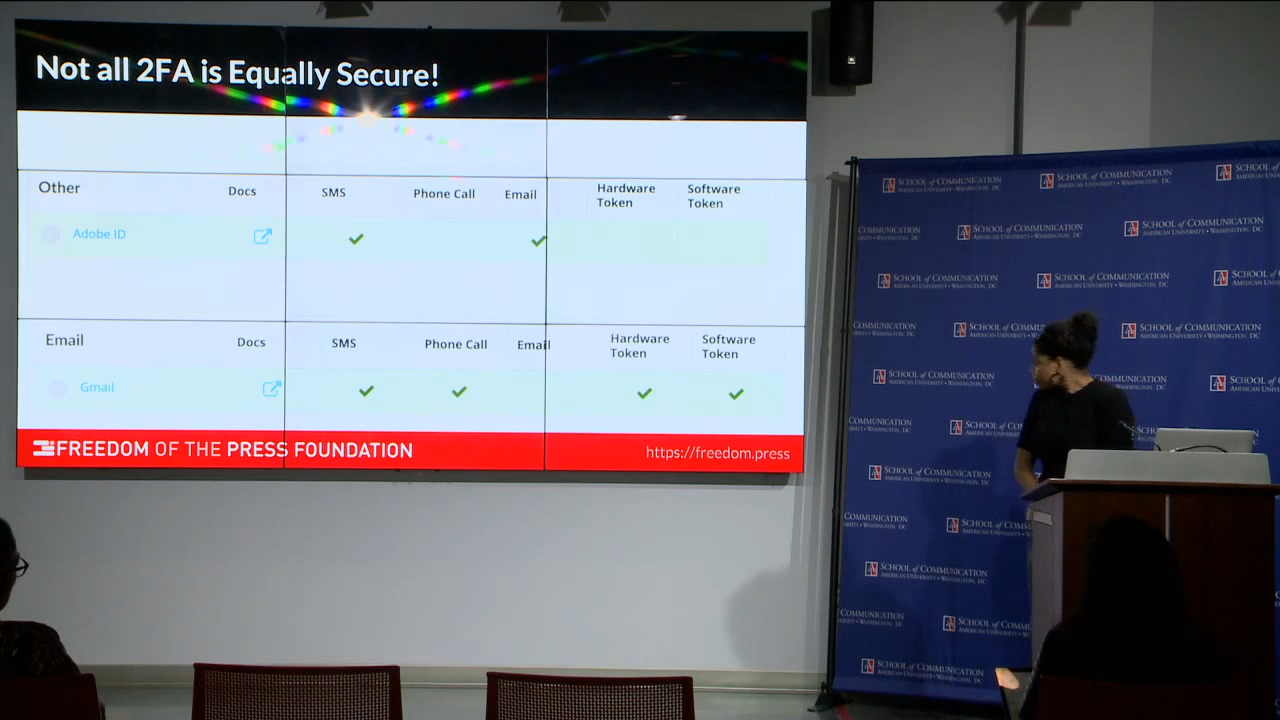 Not all 2FA is Equally Secure!
Other Docs SMS Phone Call Email Hardware Token Software Token
Adobe ID
Email Docs SMS Phone Call Email Hardware Token Software Token
Gmail
FREEDOM OF THE PRESS FOUNDATION https://freedom.press
SCHOOL of COMMUNICATION
AMERICAN UNIVERSITY • WASHINGTON, DC